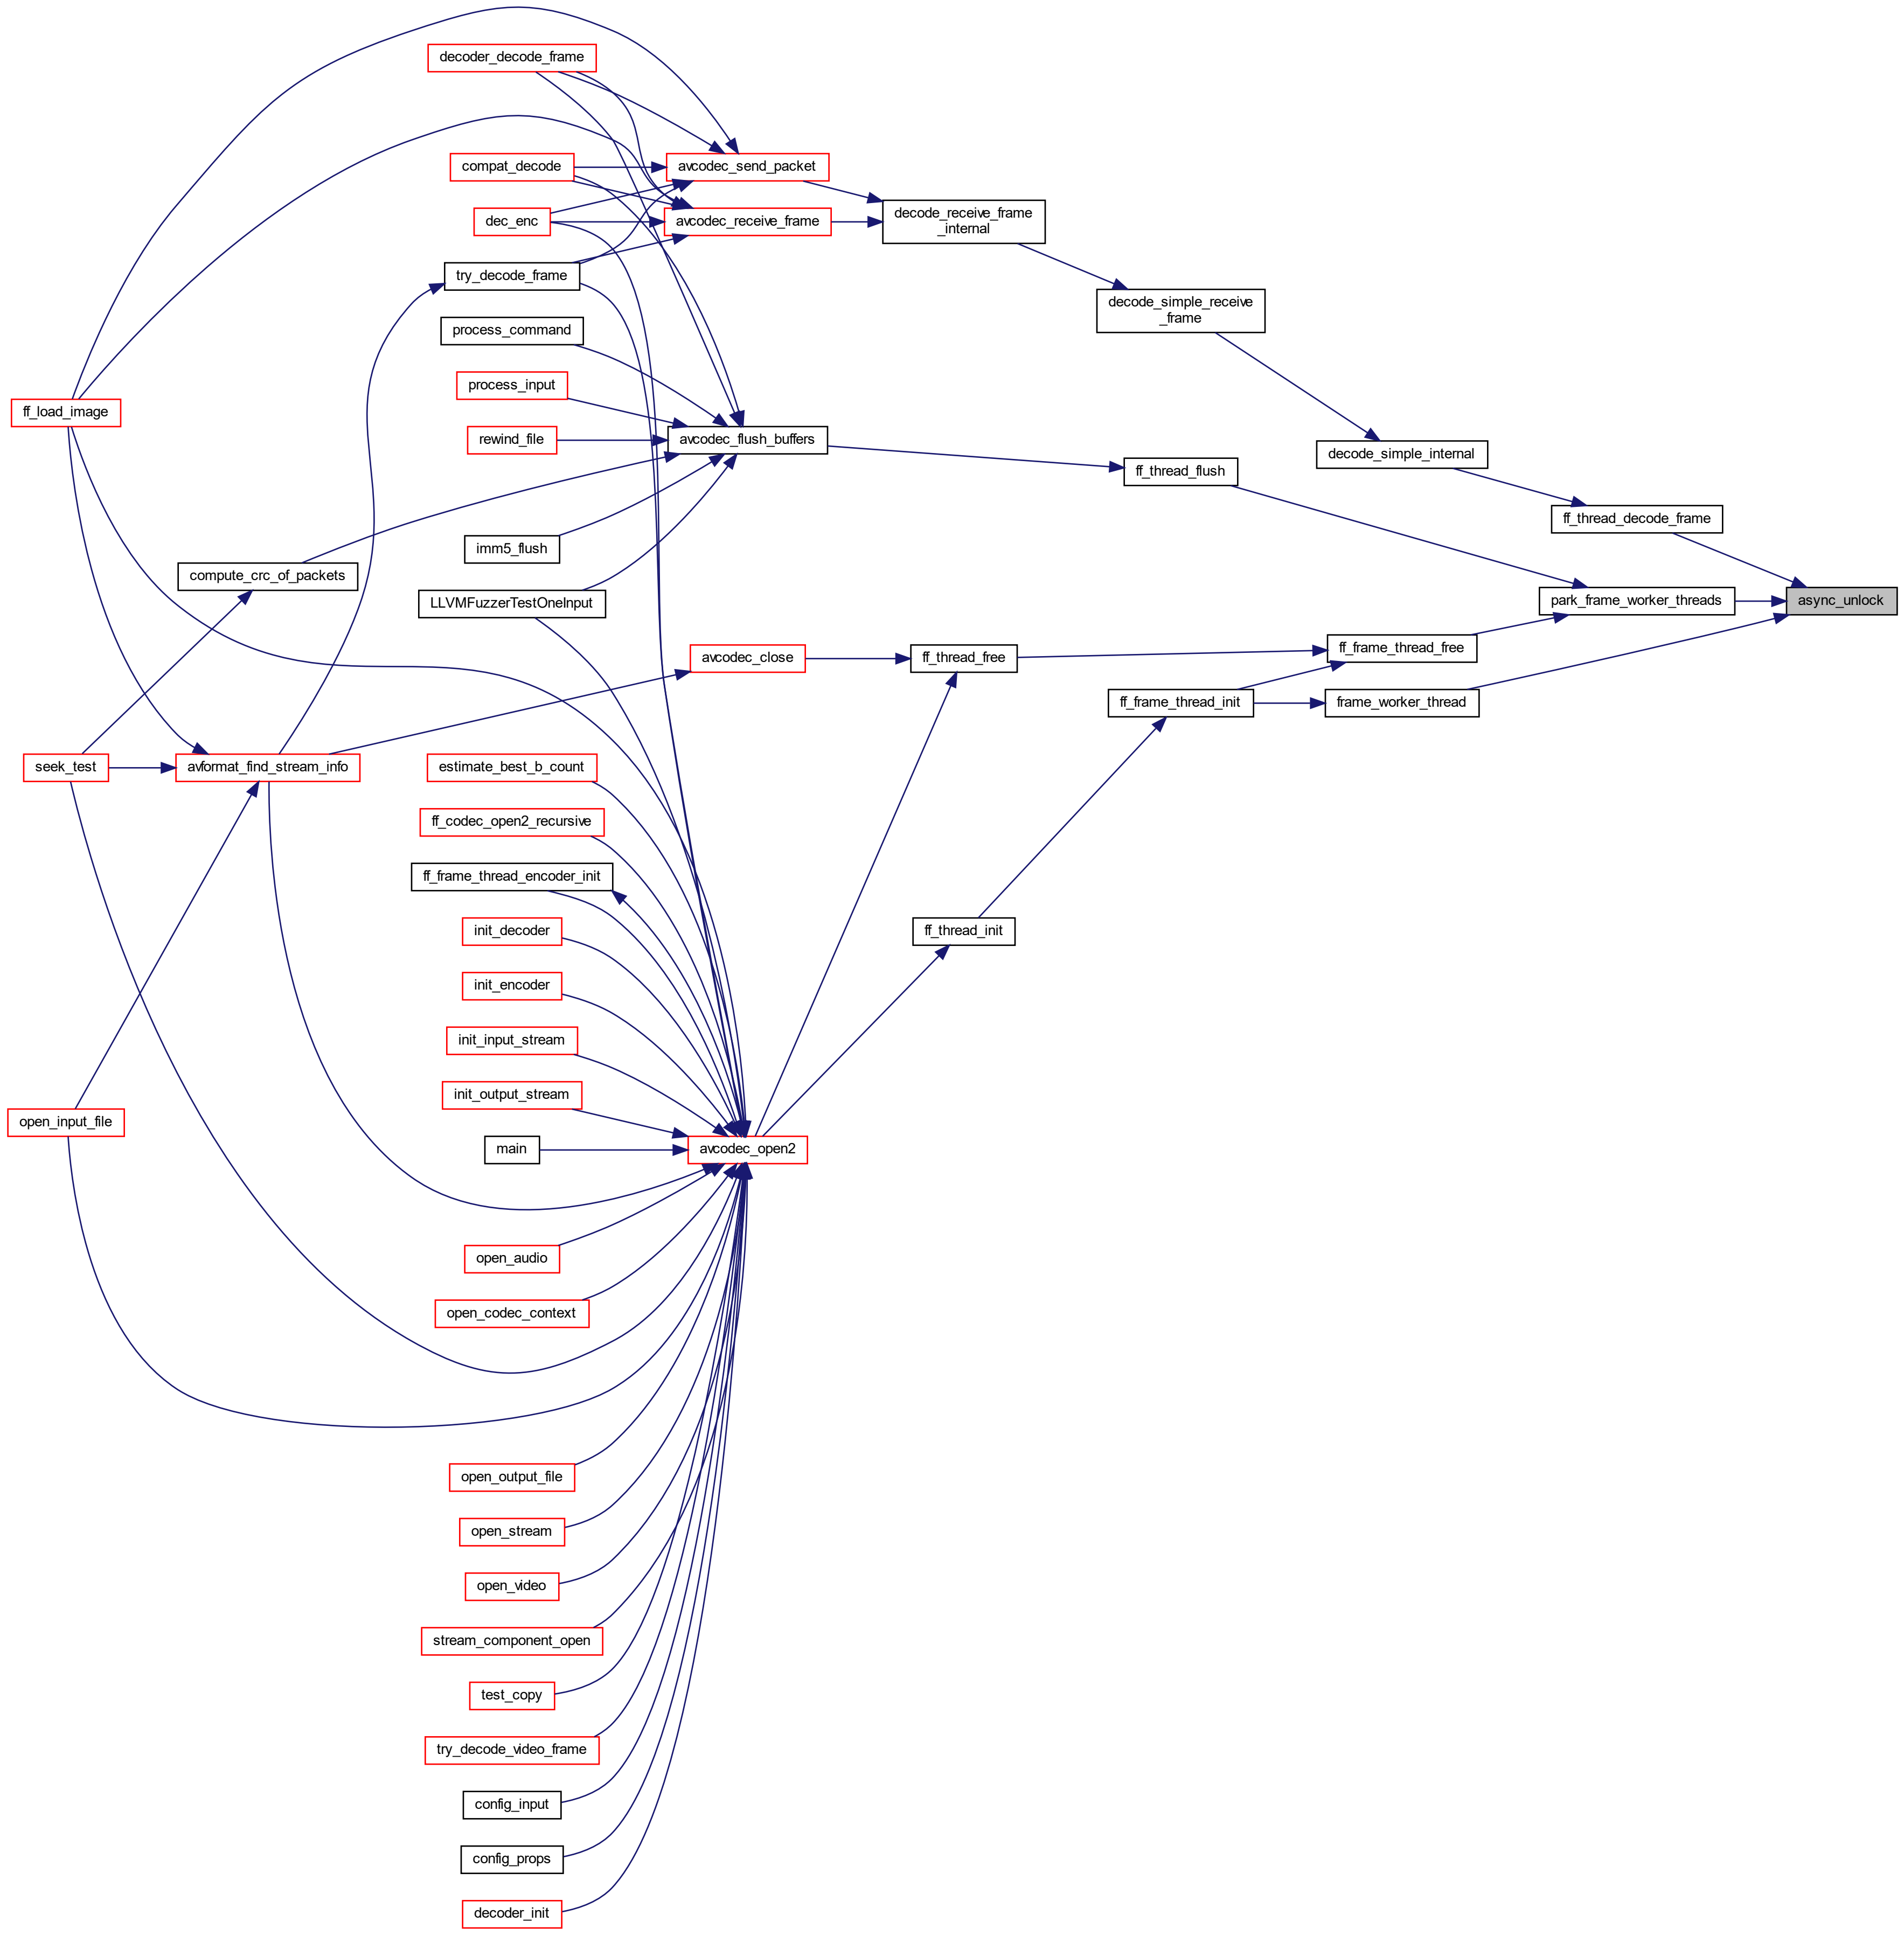 decoder_decode_frame
compat_decode
avcodec_send_packet
dec_enc
avcodec_receive_frame
decode_receive_frame
_internal
try_decode_frame
decode_simple_receive
_frame
process_command
process_input
ff_load_image
rewind_file
avcodec_flush_buffers
decode_simple_internal
ff_thread_flush
ff_thread_decode_frame
imm5_flush
compute_crc_of_packets
LLVMFuzzerTestOneInput
park_frame_worker_threads
async_unlock
ff_frame_thread_free
avcodec_close
ff_thread_free
ff_frame_thread_init
frame_worker_thread
seek_test
avformat_find_stream_info
estimate_best_b_count
ff_codec_open2_recursive
ff_frame_thread_encoder_init
init_decoder
ff_thread_init
init_encoder
init_input_stream
init_output_stream
open_input_file
main
avcodec_open2
open_audio
open_codec_context
open_output_file
open_stream
open_video
stream_component_open
test_copy
try_decode_video_frame
config_input
config_props
decoder_init